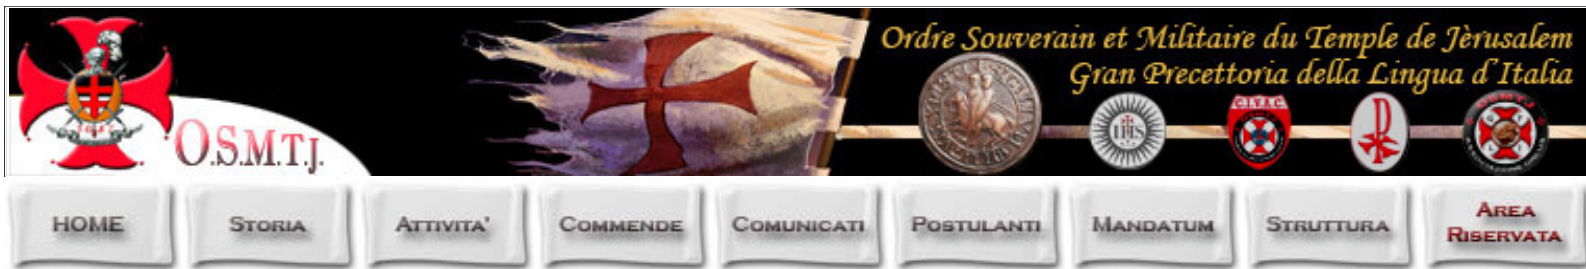 Ordre Souverain et Militaire du Temple de Jèrusalem
Gran Precettoria della Lingua d'Italia
O.S.M.T.J.
IHS
C.I.V.A.C.
OSMTJ
HOME
STORIA
ATTIVITA'
COMMENDE
COMUNICATI
POSTULANTI
MANDATUM
STRUTTURA
AREA
RISERVATA